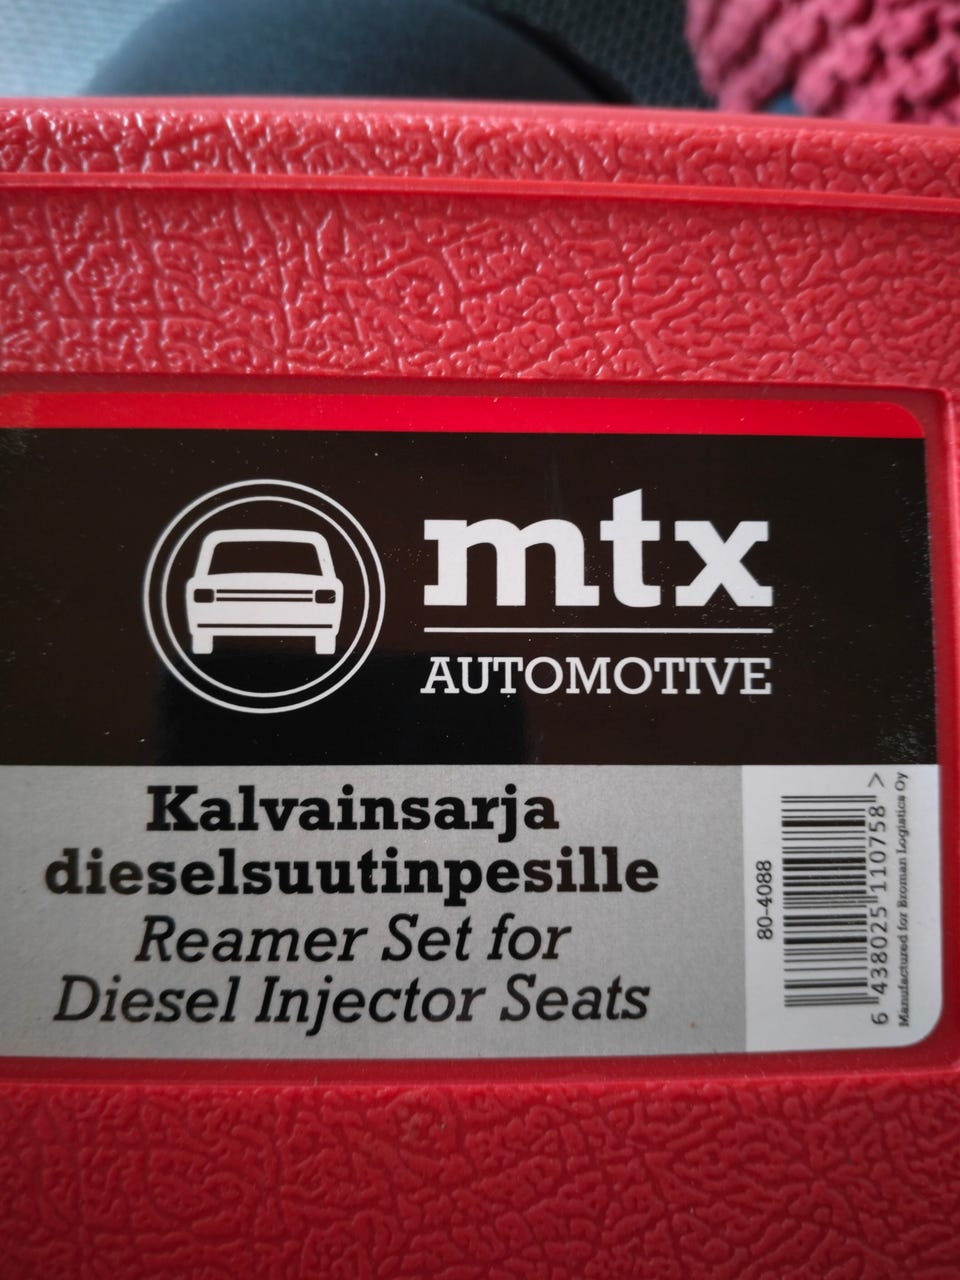 mtx
AUTOMOTIVE
Kalvainsarja
dieselsuutinpesille
Reamer Set for
Diesel Injector Seats
80-4088
6 438025 110758 >
Manufactured for Broman Logistics Oy